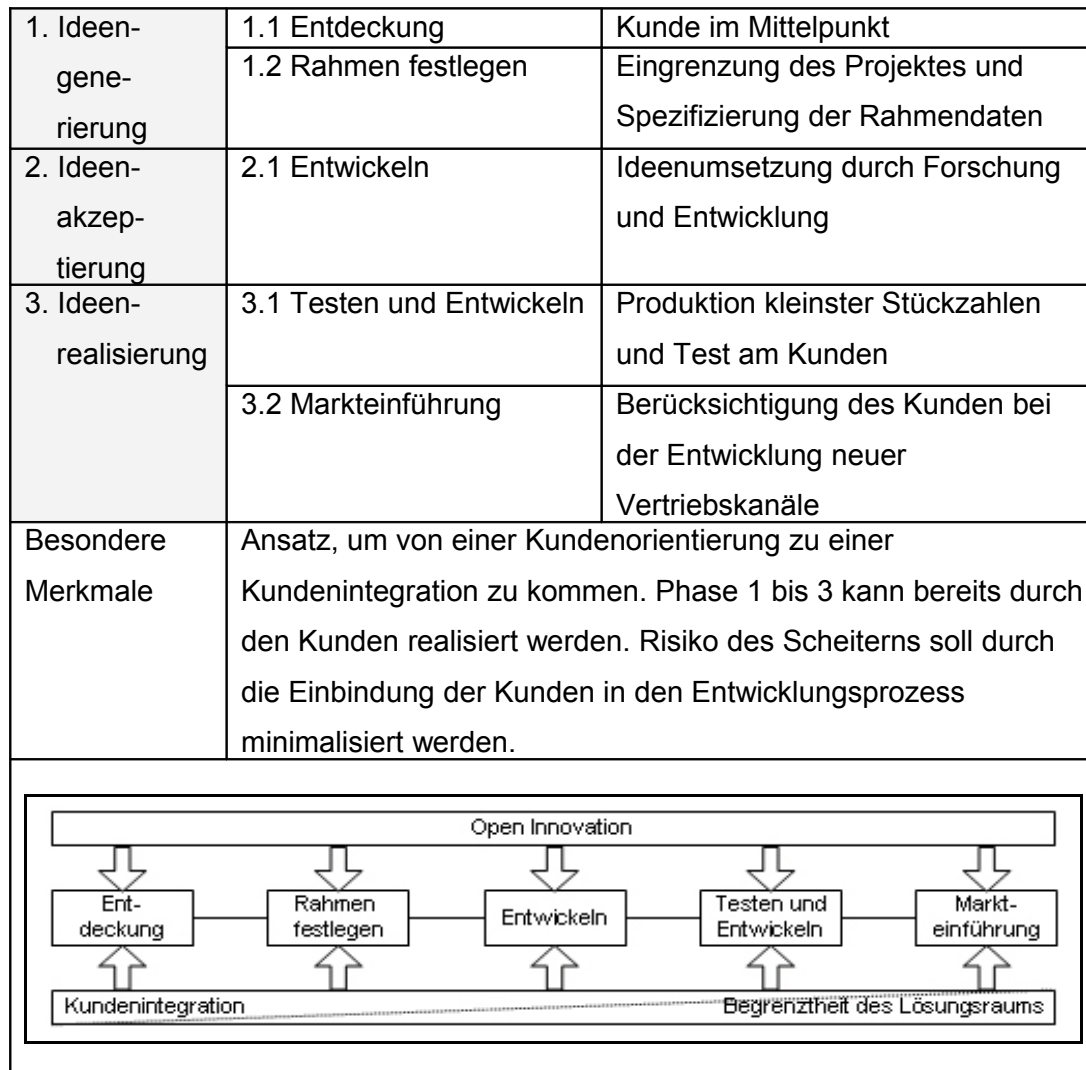 1. Ideen-
gene-
rierung
1.1 Entdeckung
Kunde im Mittelpunkt
1.2 Rahmen festlegen
Eingrenzung des Projektes und
Spezifizierung der Rahmendaten
2. Ideen-
akzep-
tierung
2.1 Entwickeln
Ideenumsetzung durch Forschung
und Entwicklung
3. Ideen-
realisierung
3.1 Testen und Entwickeln
Produktion kleinster Stückzahlen
und Test am Kunden
3.2 Markteinführung
Berücksichtigung des Kunden bei
der Entwicklung neuer
Vertriebskanäle
Besondere
Merkmale
Ansatz, um von einer Kundenorientierung zu einer
Kundenintegration zu kommen. Phase 1 bis 3 kann bereits durch
den Kunden realisiert werden. Risiko des Scheiterns soll durch
die Einbindung der Kunden in den Entwicklungsprozess
minimalisiert werden.
Open Innovation
Ent-
deckung
Rahmen
festlegen
Entwickeln
Testen und
Entwickeln
Markt-
einführung
Kundenintegration
Begrenztheit des Lösungsraums